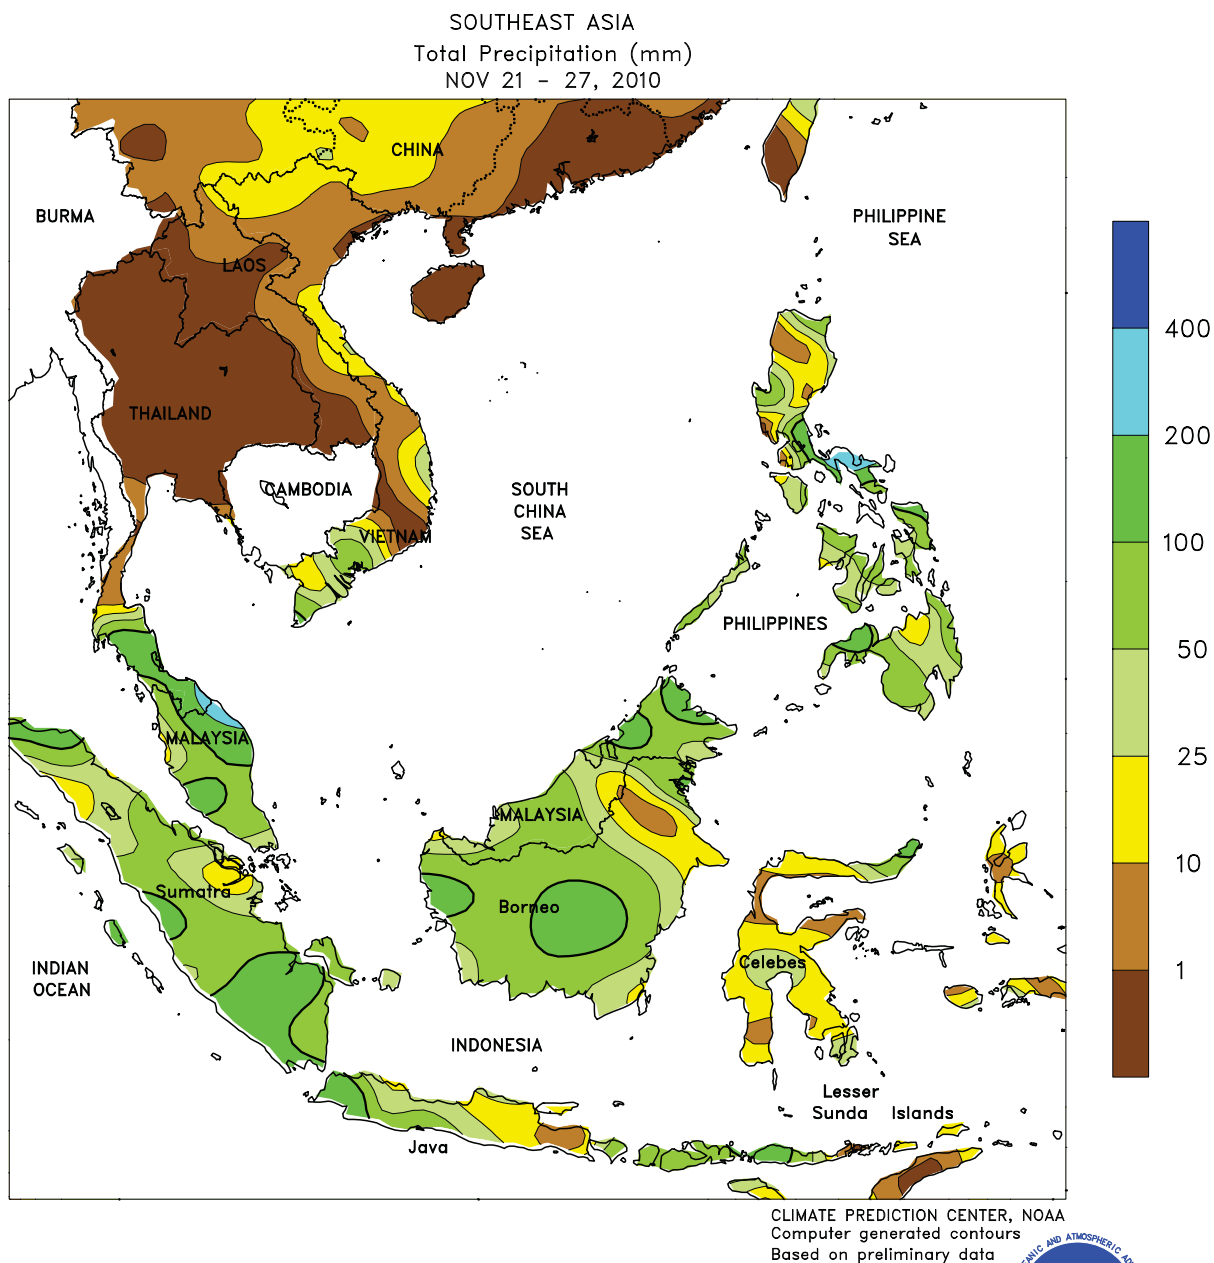 SOUTHEAST ASIA
Total Precipitation (mm)
NOV 21 - 27, 2010
CHINA
BURMA
PHILIPPINE
SEA
LAOS
THAILAND
CAMBODIA
SOUTH
CHINA
SEA
VIETNAM
PHILIPPINES
MALAYSIA
MALAYSIA
Sumatra
Borneo
Celebes
INDIAN
OCEAN
INDONESIA
Lesser
Sunda Islands
Java
400
200
100
50
25
10
1
CLIMATE PREDICTION CENTER, NOAA
Computer generated contours
Based on preliminary data
AND ATMOSPHERIC